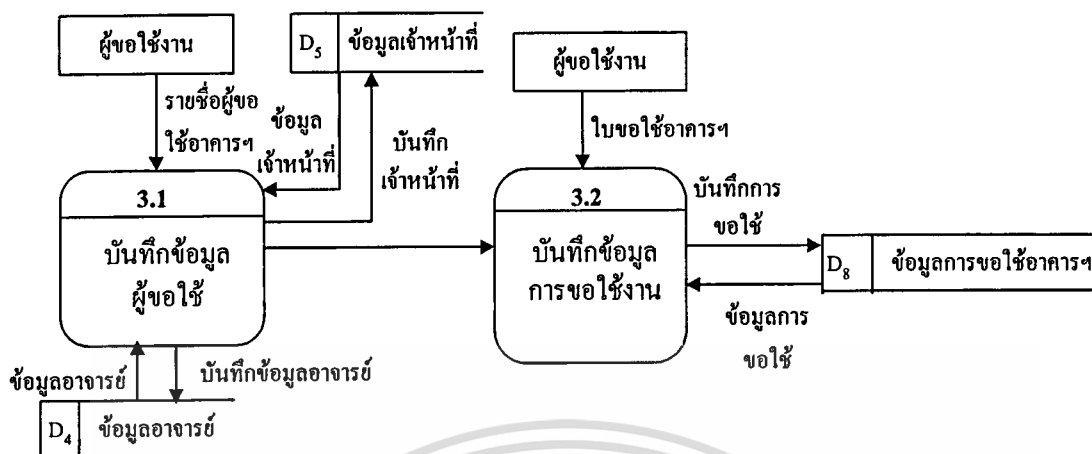 ผู้ขอใช้งาน
D5 ข้อมูลเจ้าหน้าที่
ผู้ขอใช้งาน
รายชื่อผู้ขอ
ใช้อาคารฯ
ข้อมูล
เจ้าหน้าที่
บันทึก
เจ้าหน้าที่
ใบขอใช้อาคารฯ
3.1
บันทึกข้อมูล
ผู้ขอใช้
3.2
บันทึกข้อมูล
การขอใช้งาน
บันทึกการ
ขอใช้
D8 ข้อมูลการขอใช้อาคารฯ
ข้อมูลการ
ขอใช้
ข้อมูลอาจารย์
บันทึกข้อมูลอาจารย์
D4 ข้อมูลอาจารย์